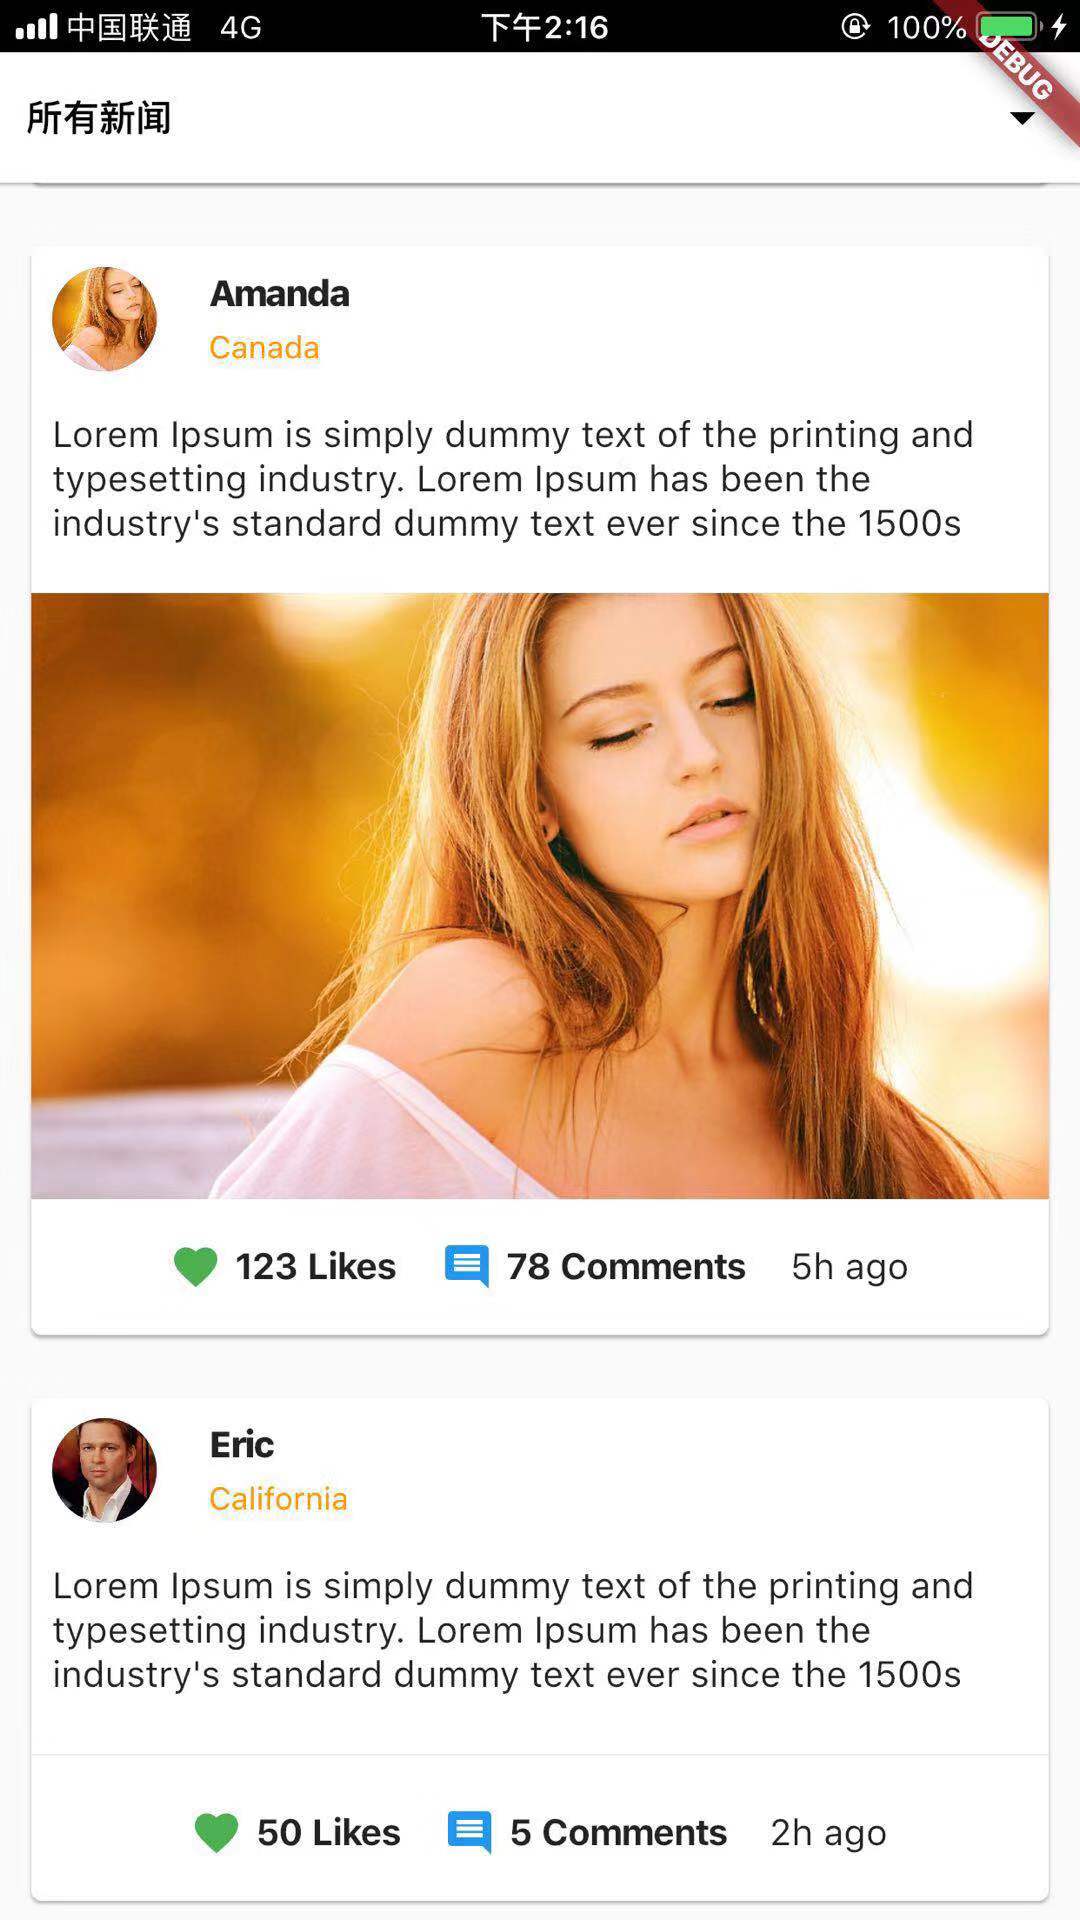 中国联通 4G 下午2:16 100%
DEBUG
所有新闻
Amanda
Canada
Lorem Ipsum is simply dummy text of the printing and
typesetting industry. Lorem Ipsum has been the
industry's standard dummy text ever since the 1500s
123 Likes 78 Comments 5h ago
Eric
California
Lorem Ipsum is simply dummy text of the printing and
typesetting industry. Lorem Ipsum has been the
industry's standard dummy text ever since the 1500s
50 Likes 5 Comments 2h ago